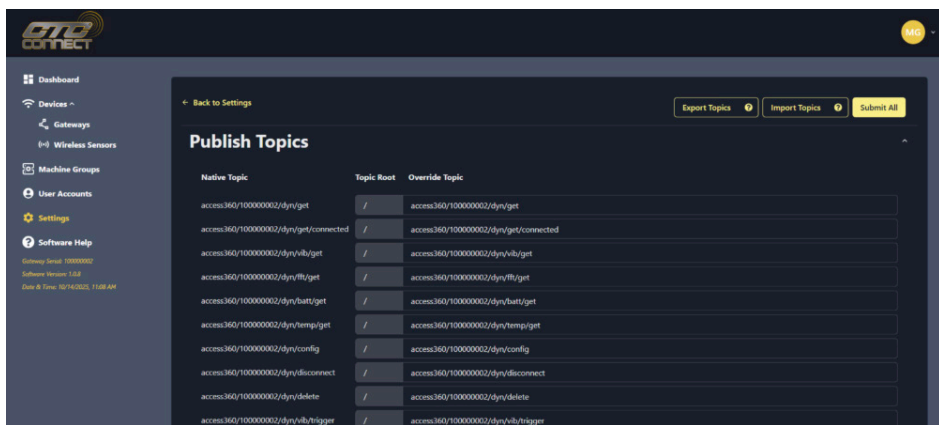 CTC
CONNECT
MG
Dashboard
Devices
Gateways
Wireless Sensors
Machine Groups
User Accounts
Settings
Software Help
Gateway Serial: 100000002
Software Version: 1.0.8
Date & Time: 10/14/2025, 11:08 AM
← Back to Settings
Export Topics ?
Import Topics ?
Submit All
Publish Topics
Native Topic Topic Root Override Topic
access360/100000002/dyn/get / access360/100000002/dyn/get
access360/100000002/dyn/get/connected / access360/100000002/dyn/get/connected
access360/100000002/dyn/vib/get / access360/100000002/dyn/vib/get
access360/100000002/dyn/fft/get / access360/100000002/dyn/fft/get
access360/100000002/dyn/batt/get / access360/100000002/dyn/batt/get
access360/100000002/dyn/temp/get / access360/100000002/dyn/temp/get
access360/100000002/dyn/config / access360/100000002/dyn/config
access360/100000002/dyn/disconnect / access360/100000002/dyn/disconnect
access360/100000002/dyn/delete / access360/100000002/dyn/delete
access360/100000002/dyn/vib/trigger / access360/100000002/dyn/vib/trigger